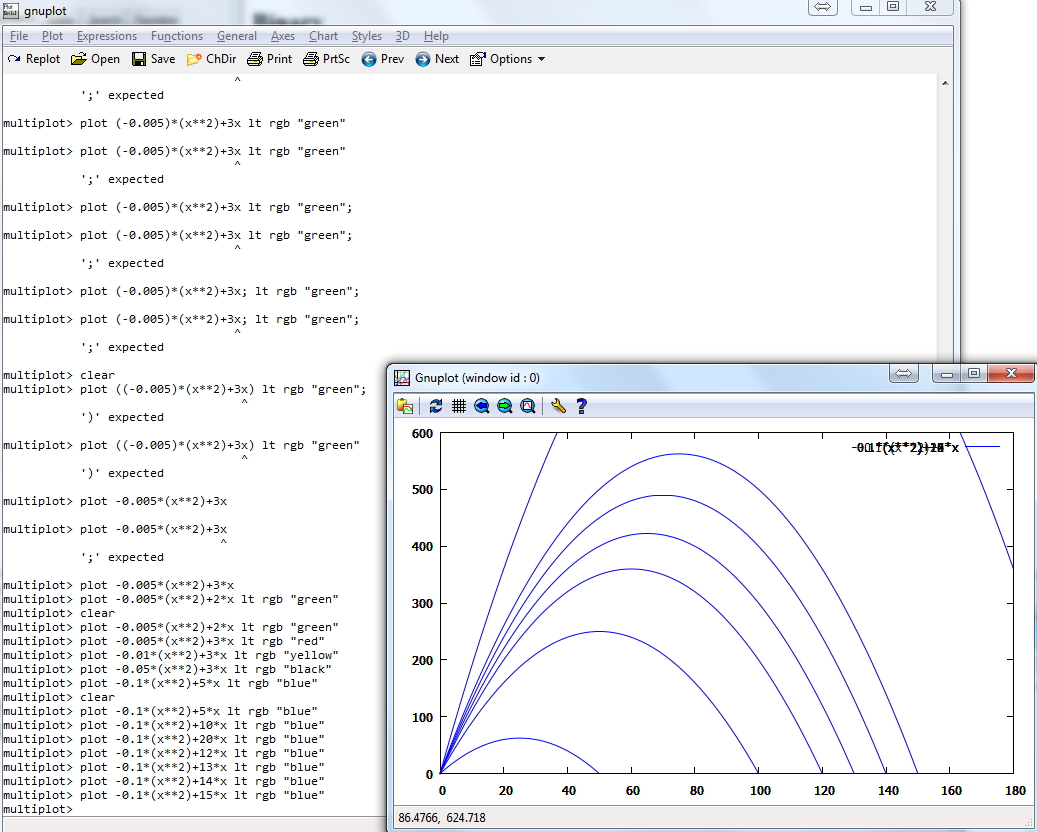 gnuplot
File Plot Expressions Functions General Axes Chart Styles 3D Help
Replot Open Save ChDir Print PrtSc Prev Next Options
^
';' expected
multiplot> plot (-0.005)*(x**2)+3x lt rgb "green"
multiplot> plot (-0.005)*(x**2)+3x lt rgb "green"
^
';' expected
multiplot> plot (-0.005)*(x**2)+3x lt rgb "green";
multiplot> plot (-0.005)*(x**2)+3x lt rgb "green";
^
';' expected
multiplot> plot (-0.005)*(x**2)+3x; lt rgb "green";
multiplot> plot (-0.005)*(x**2)+3x; lt rgb "green";
^
';' expected
multiplot> clear
multiplot> plot ((-0.005)*(x**2)+3x) lt rgb "green";
^
')' expected
multiplot> plot ((-0.005)*(x**2)+3x) lt rgb "green"
^
')' expected
multiplot> plot -0.005*(x**2)+3x
multiplot> plot -0.005*(x**2)+3x
^
';' expected
multiplot> plot -0.005*(x**2)+3*x
multiplot> plot -0.005*(x**2)+2*x lt rgb "green"
multiplot> clear
multiplot> plot -0.005*(x**2)+2*x lt rgb "green"
multiplot> plot -0.005*(x**2)+3*x lt rgb "red"
multiplot> plot -0.01*(x**2)+3*x lt rgb "yellow"
multiplot> plot -0.05*(x**2)+3*x lt rgb "black"
multiplot> plot -0.1*(x**2)+5*x lt rgb "blue"
multiplot> clear
multiplot> plot -0.1*(x**2)+5*x lt rgb "blue"
multiplot> plot -0.1*(x**2)+10*x lt rgb "blue"
multiplot> plot -0.1*(x**2)+20*x lt rgb "blue"
multiplot> plot -0.1*(x**2)+12*x lt rgb "blue"
multiplot> plot -0.1*(x**2)+13*x lt rgb "blue"
multiplot> plot -0.1*(x**2)+14*x lt rgb "blue"
multiplot> plot -0.1*(x**2)+15*x lt rgb "blue"
multiplot>
Gnuplot (window id : 0)
600
500
400
300
200
100
0
0 20 40 60 80 100 120 140 160 180
86.4766, 624.718